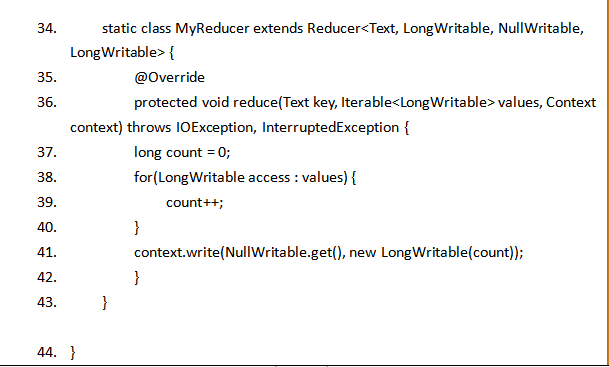 34. static class MyReducer extends Reducer<Text, LongWritable, NullWritable,
LongWritable> {
35. @Override
36. protected void reduce(Text key, Iterable<LongWritable> values, Context
context) throws IOException, InterruptedException {
37. long count = 0;
38. for(LongWritable access : values) {
39. count++;
40. }
41. context.write(NullWritable.get(), new LongWritable(count));
42. }
43. }
44. }